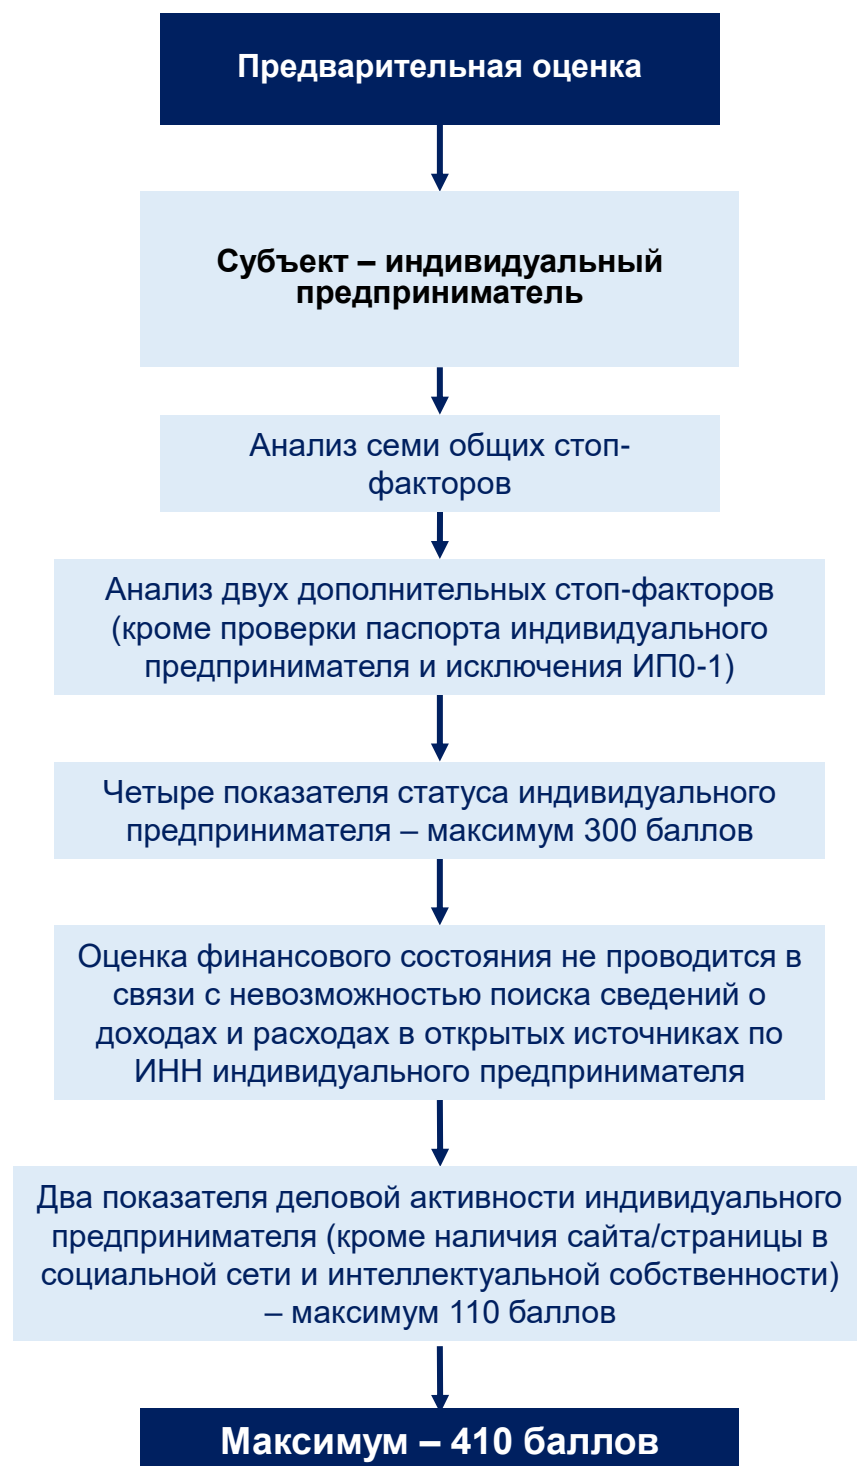 Предварительная оценка
Субъект – индивидуальный
предприниматель
Анализ семи общих стоп-
факторов
Анализ двух дополнительных стоп-факторов
(кроме проверки паспорта индивидуального
предпринимателя и исключения ИП0-1)
Четыре показателя статуса индивидуального
предпринимателя – максимум 300 баллов
Оценка финансового состояния не проводится в
связи с невозможностью поиска сведений о
доходах и расходах в открытых источниках по
ИНН индивидуального предпринимателя
Два показателя деловой активности индивидуального
предпринимателя (кроме наличия сайта/страницы в
социальной сети и интеллектуальной собственности)
– максимум 110 баллов
Максимум – 410 баллов